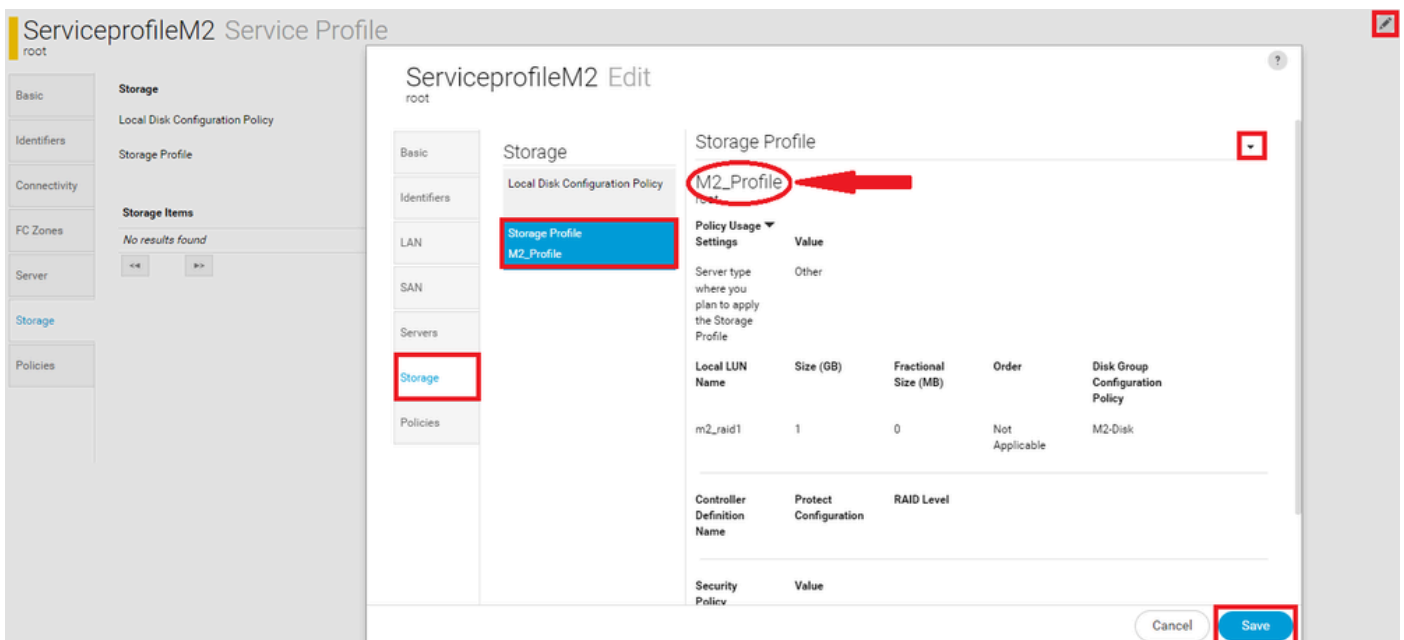 ServiceprofileM2 Service Profile
root
Basic
Identifiers
Connectivity
FC Zones
Server
Storage
Policies
Storage
Local Disk Configuration Policy
Storage Profile
Storage Items
No results found
ServiceprofileM2 Edit
root
?
Basic
Identifiers
LAN
SAN
Servers
Storage
Policies
Storage
Local Disk Configuration Policy
Storage Profile
M2_Profile
Storage Profile
M2_Profile
root
Policy Usage
Settings Value
Server type Other
where you
plan to apply
the Storage
Profile
Local LUN Size (GB) Fractional Order Disk Group
Name Size (MB) Configuration
Policy
m2_raid1 1 0 Not M2-Disk
Applicable
Controller Protect RAID Level
Definition Configuration
Name
Security Value
Policy
Cancel Save